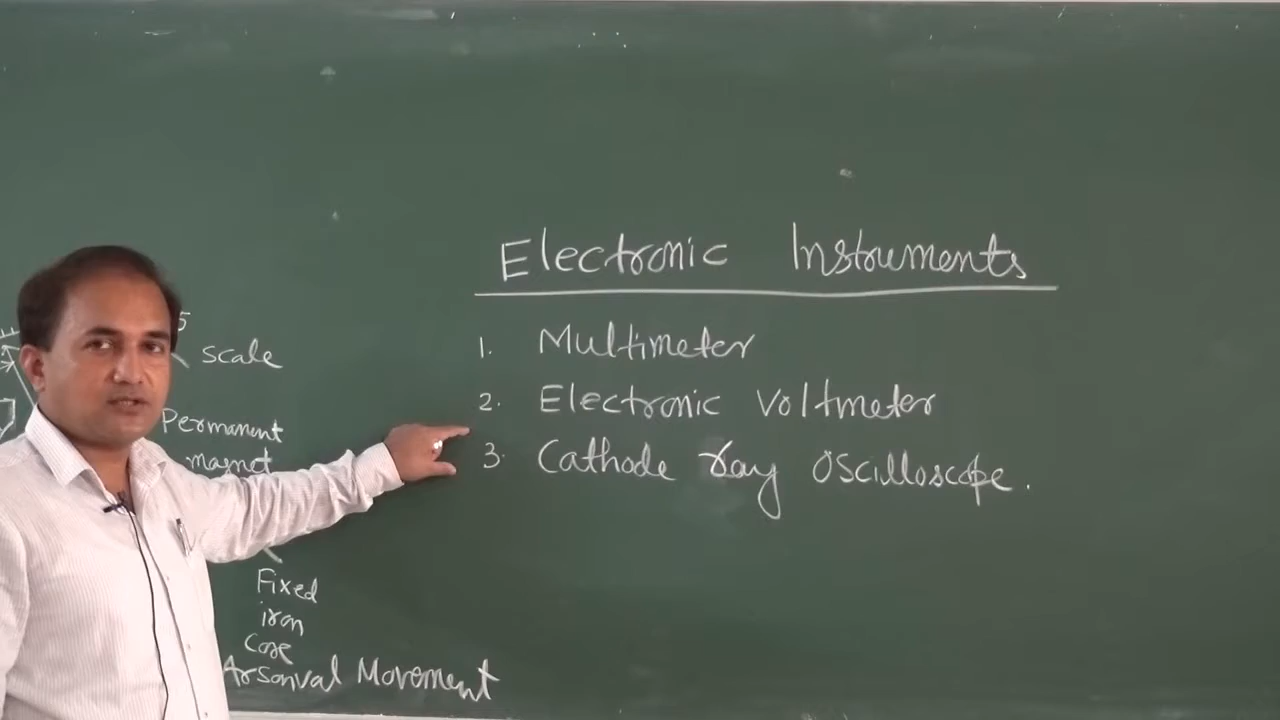 Electronic Instruments
1. Multimeter
2. Electronic Voltmeter
3. Cathode ray Oscilloscope.
5
scale
Permanent
magnet
Fixed
iron
Core
Arsonval Movement